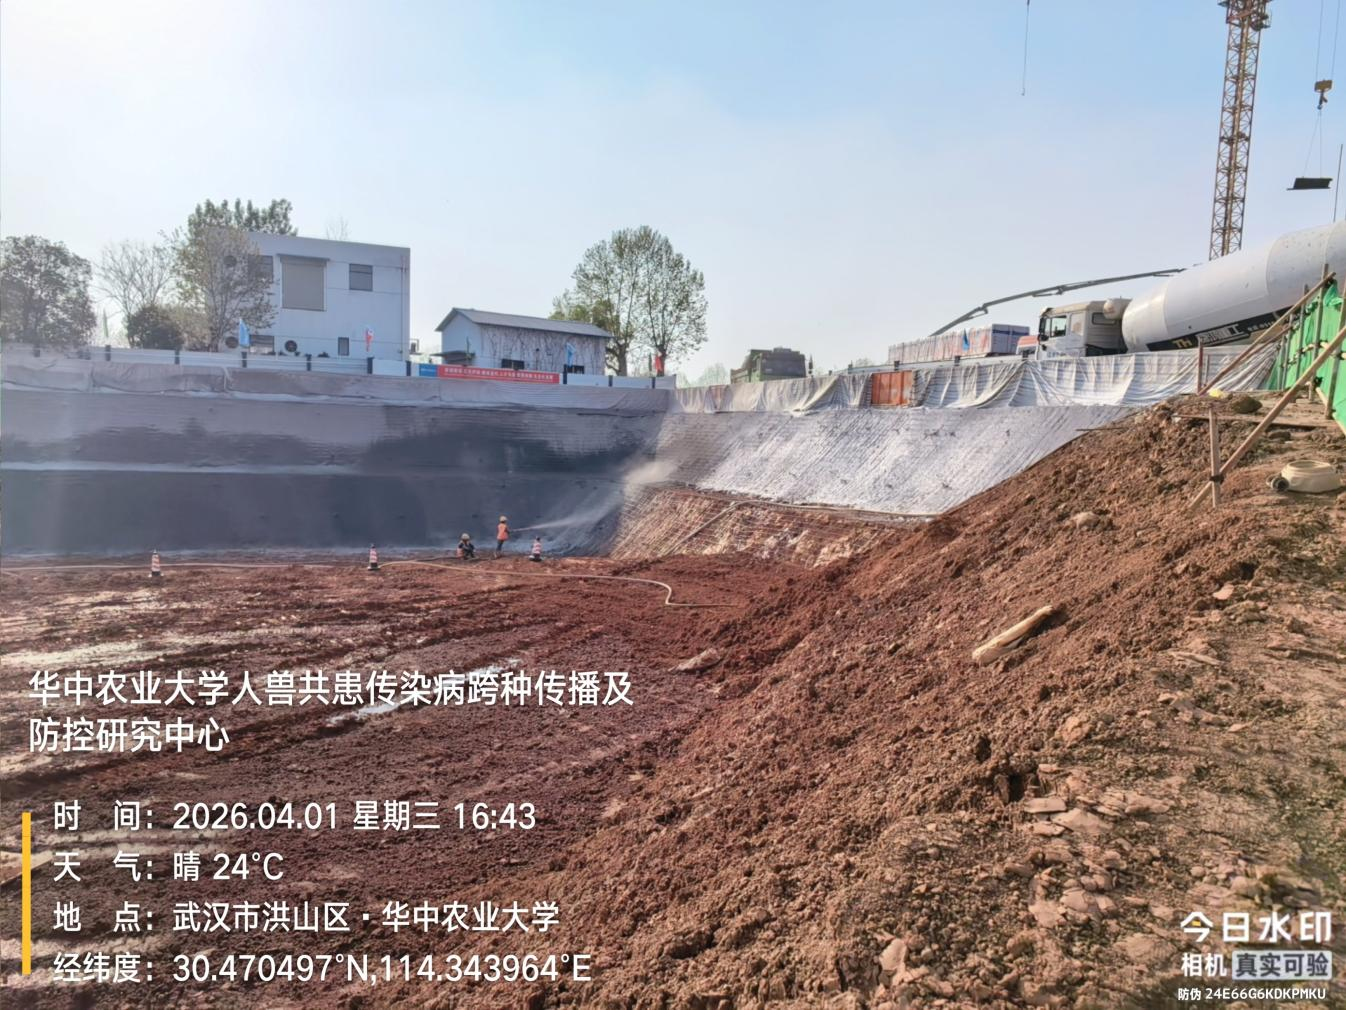 华中农业大学人兽共患传染病跨种传播及
防控研究中心
时 间：2026.04.01 星期三 16:43
天 气：晴 24°C
地 点：武汉市洪山区·华中农业大学
经纬度：30.470497°N,114.343964°E
今日水印
相机 真实可验
防伪 24E66G6KDKPMKU